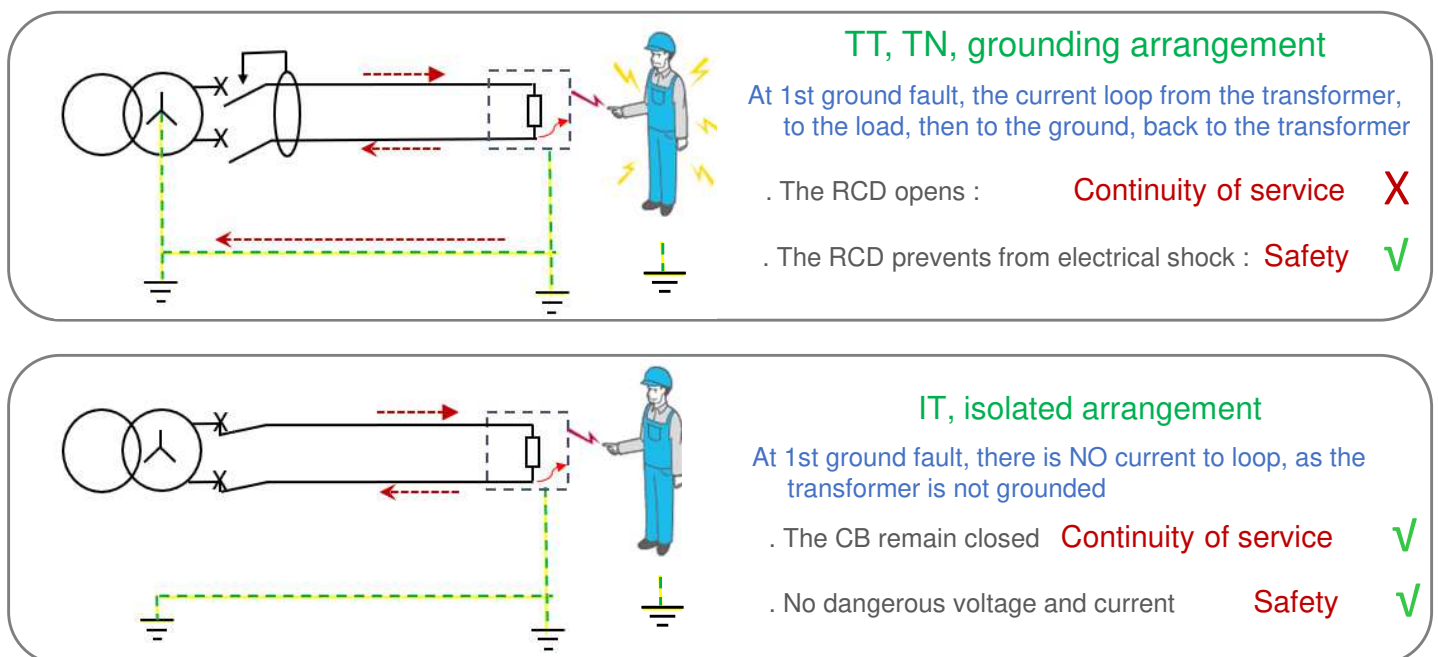 TT, TN, grounding arrangement
At 1st ground fault, the current loop from the transformer,
to the load, then to the ground, back to the transformer
. The RCD opens : Continuity of service X
. The RCD prevents from electrical shock : Safety √
IT, isolated arrangement
At 1st ground fault, there is NO current to loop, as the
transformer is not grounded
. The CB remain closed Continuity of service √
. No dangerous voltage and current Safety √